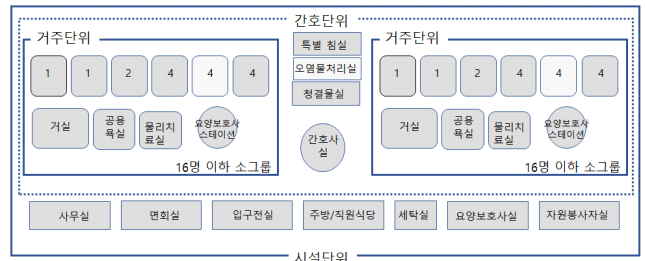 간호단위
거주단위
1 1 2 4 4 4
거실
공용
욕실
물리치
료실
요양보호사
스테이션
16명 이하 소그룹
특별 침실
오염물처리실
청결물실
간호사
실
거주단위
1 1 2 4 4 4
거실
공용
욕실
물리치
료실
요양보호사
스테이션
16명 이하 소그룹
사무실
면회실
입구전실
주방/직원식당
세탁실
요양보호사실
자원봉사자실
시설단위